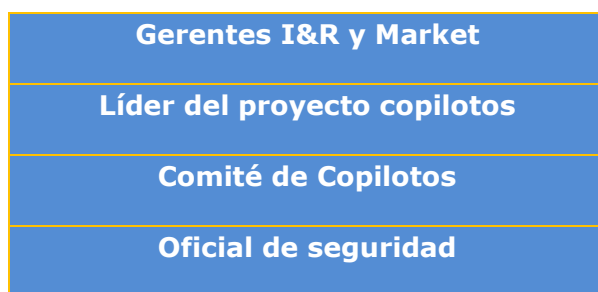 Gerentes I&R y Market
Líder del proyecto copilotos
Comité de Copilotos
Oficial de seguridad